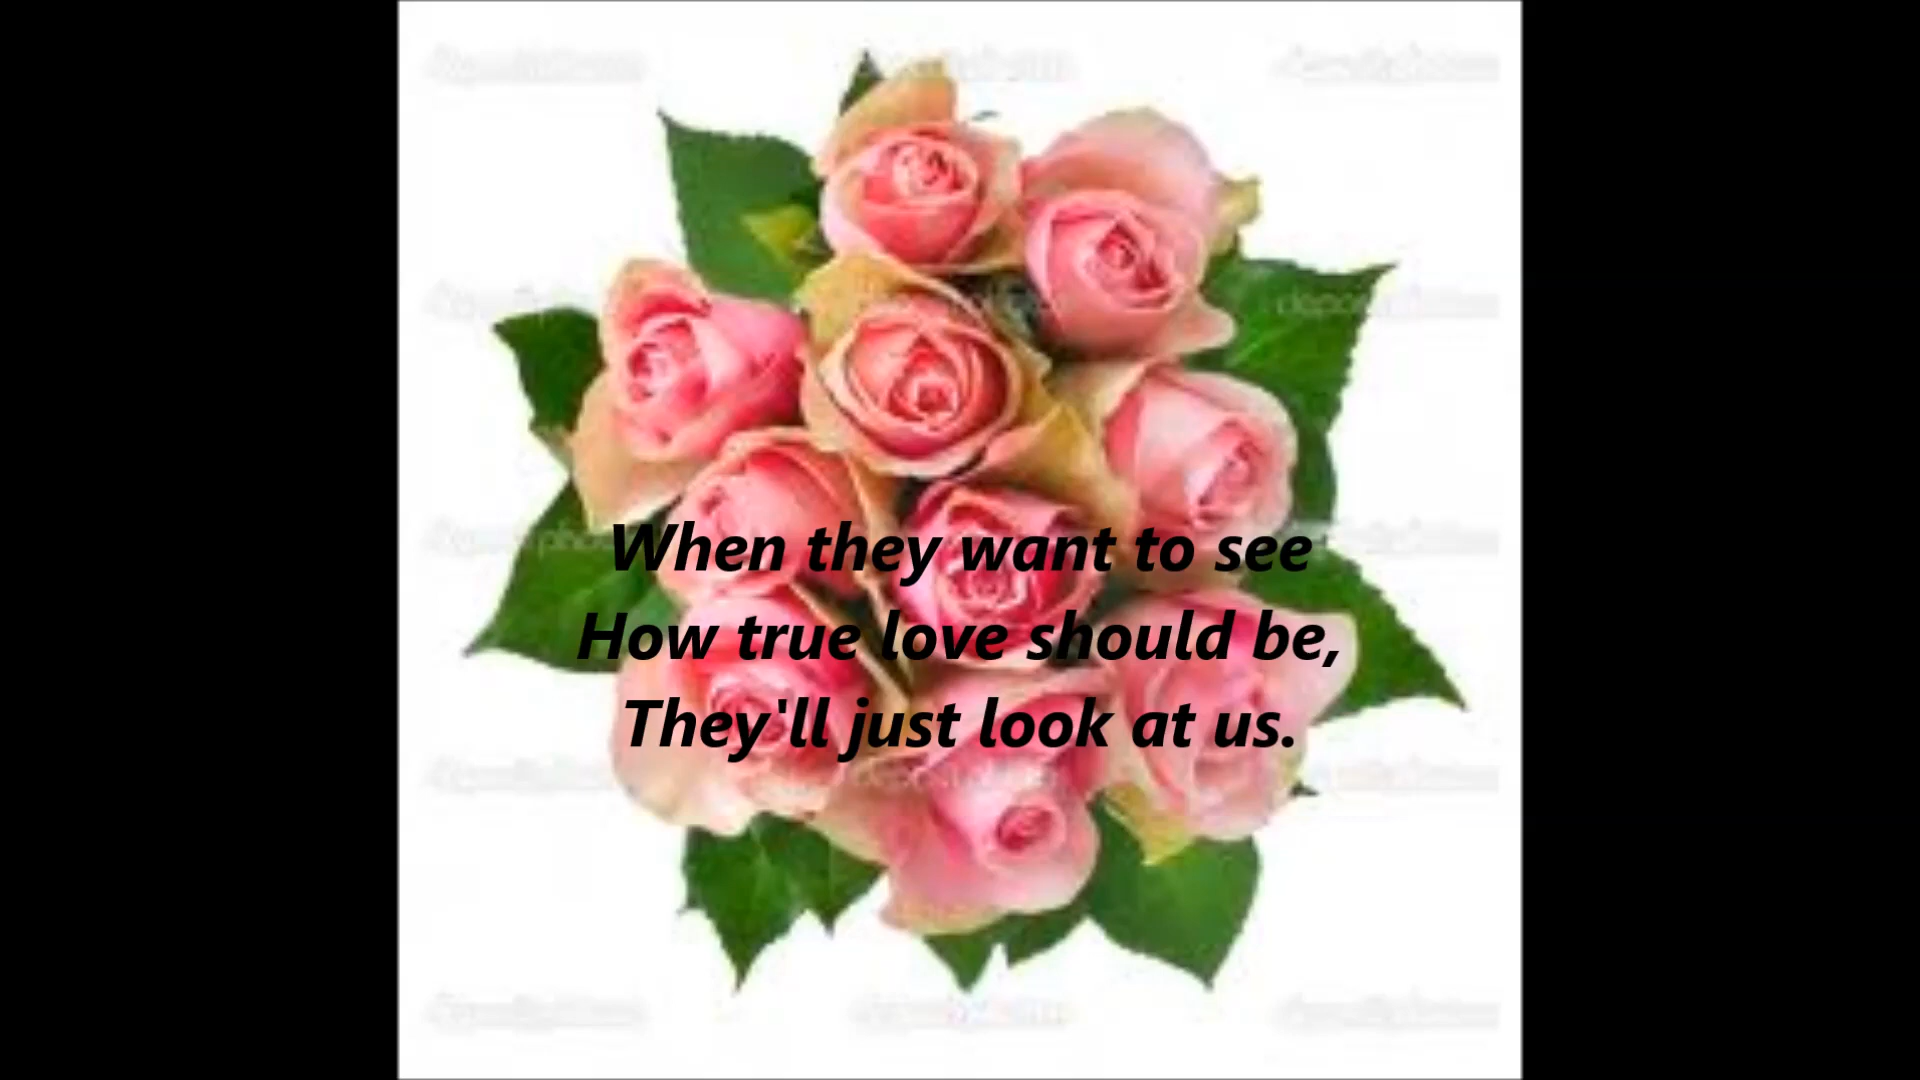 When they want to see
How true love should be,
They'll just look at us.